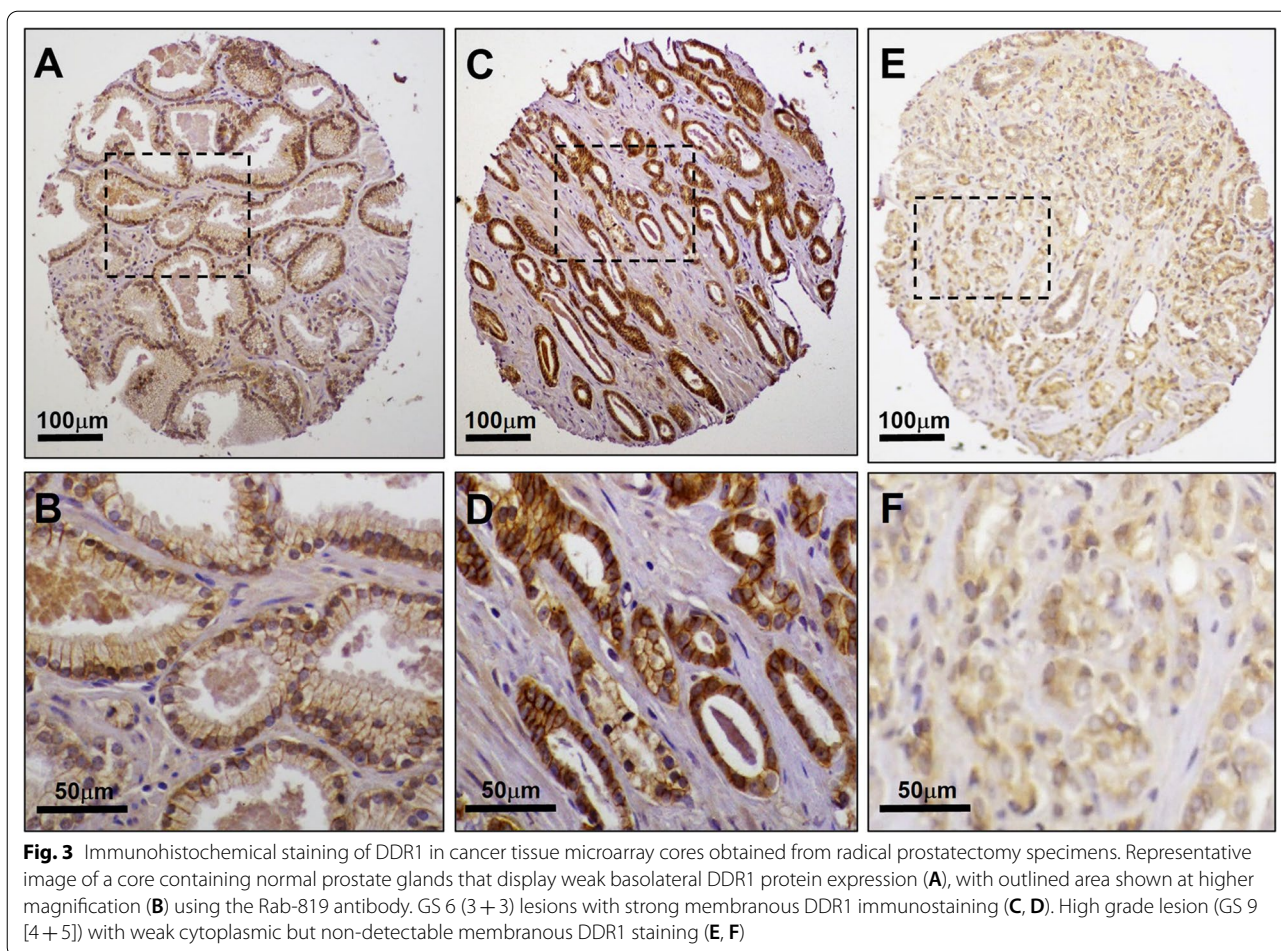 A
C
E
100μm
100μm
100μm
B
D
F
50μm
50μm
50μm
Fig. 3 Immunohistochemical staining of DDR1 in cancer tissue microarray cores obtained from radical prostatectomy specimens. Representative
image of a core containing normal prostate glands that display weak basolateral DDR1 protein expression (A), with outlined area shown at higher
magnification (B) using the Rab-819 antibody. GS 6 (3 + 3) lesions with strong membranous DDR1 immunostaining (C, D). High grade lesion (GS 9
[4 + 5]) with weak cytoplasmic but non-detectable membranous DDR1 staining (E, F)